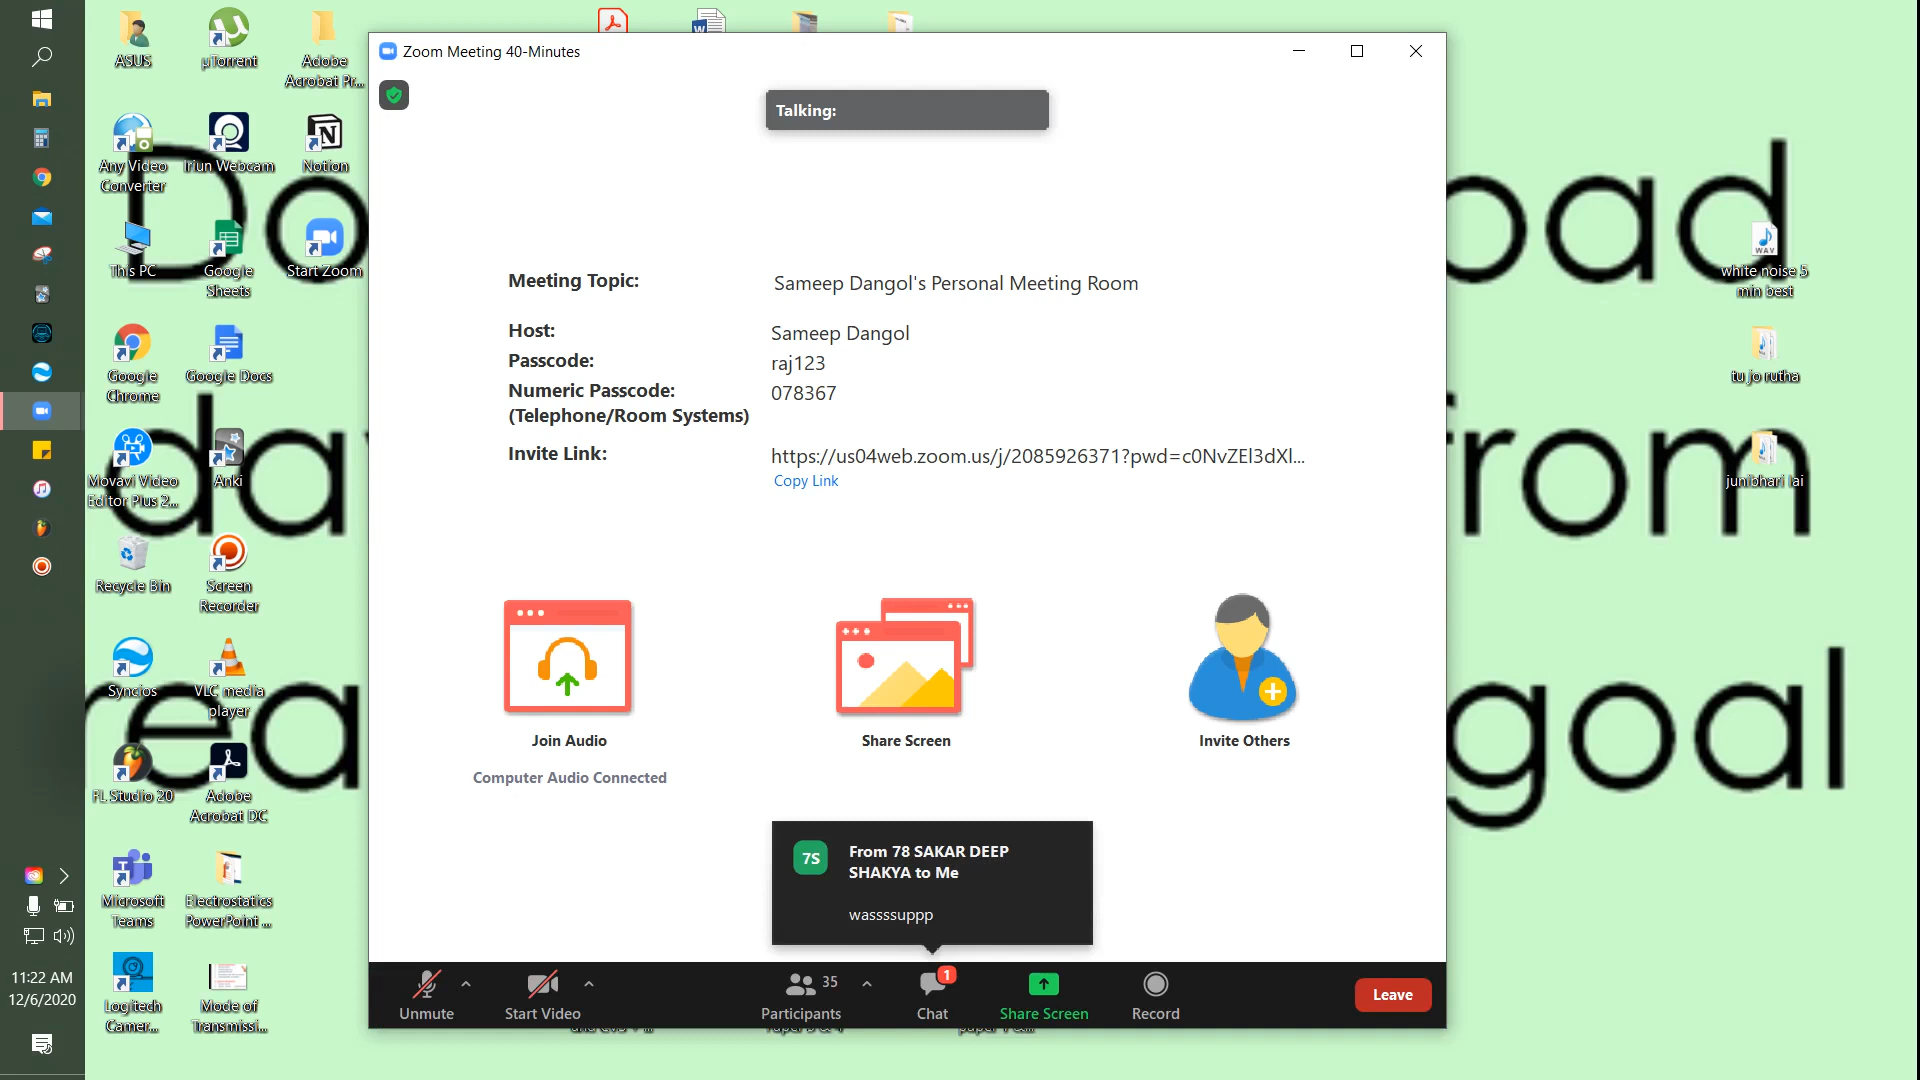 ASUS
µTorrent
Adobe
Acrobat Pr...
Any Video
Converter
Iriun Webcam
Notion
This PC
Google
Sheets
Start Zoom
Google
Chrome
Google Docs
Movavi Video
Editor Plus 2...
Anki
Recycle Bin
Screen
Recorder
Syncios
VLC media
player
FL Studio 20
Adobe
Acrobat DC
Microsoft
Teams
Electrostatics
PowerPoint ...
Logitech
Camer...
Mode of
Transmissi...
11:22 AM
12/6/2020
Zoom Meeting 40-Minutes
Talking:
Meeting Topic:
Sameep Dangol's Personal Meeting Room
Host:
Sameep Dangol
Passcode:
raj123
Numeric Passcode:
(Telephone/Room Systems)
078367
Invite Link:
https://us04web.zoom.us/j/2085926371?pwd=c0NvZEl3dXl...
Copy Link
Join Audio
Share Screen
Invite Others
Computer Audio Connected
7S
From 78 SAKAR DEEP
SHAKYA to Me
wassssuppp
Unmute
Start Video
35
Participants
1
Chat
Share Screen
Record
Leave
WAV
white noise 5
min best
tu jo rutha
junibhari lai
from
goal